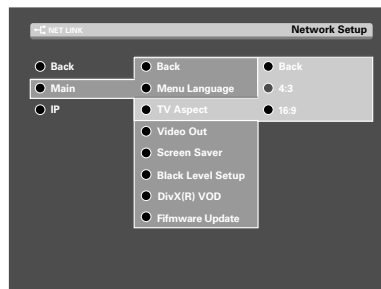 NET LINK
Network Setup
Back
Main
IP
Back
Menu Language
TV Aspect
Video Out
Screen Saver
Black Level Setup
DivX(R) VOD
Fifmware Update
Back
4:3
16:9